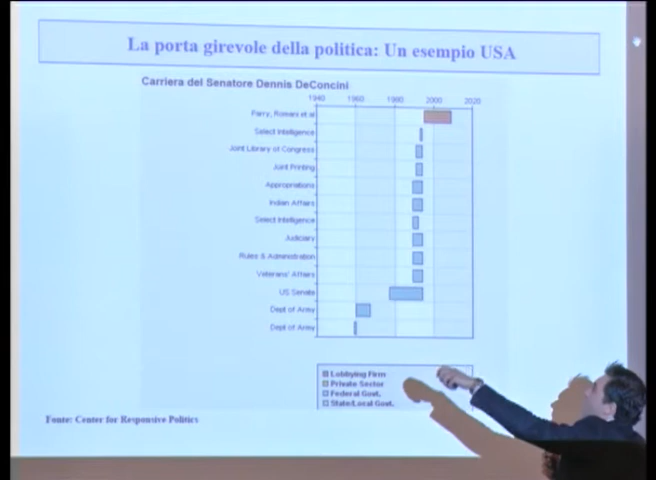 La porta girevole della politica: Un esempio USA
Carriera del Senatore Dennis DeConcini
1940 1960 1980 2000 2020
Parry, Romani et al
Select Intelligence
Joint Library of Congress
Joint Printing
Appropriations
Indian Affairs
Select Intelligence
Judiciary
Rules & Administration
Veterans' Affairs
US Senate
Dept of Army
Dept of Army
Lobbying Firm
Private Sector
Federal Govt.
State/Local Govt.
Fonte: Center for Responsive Politics